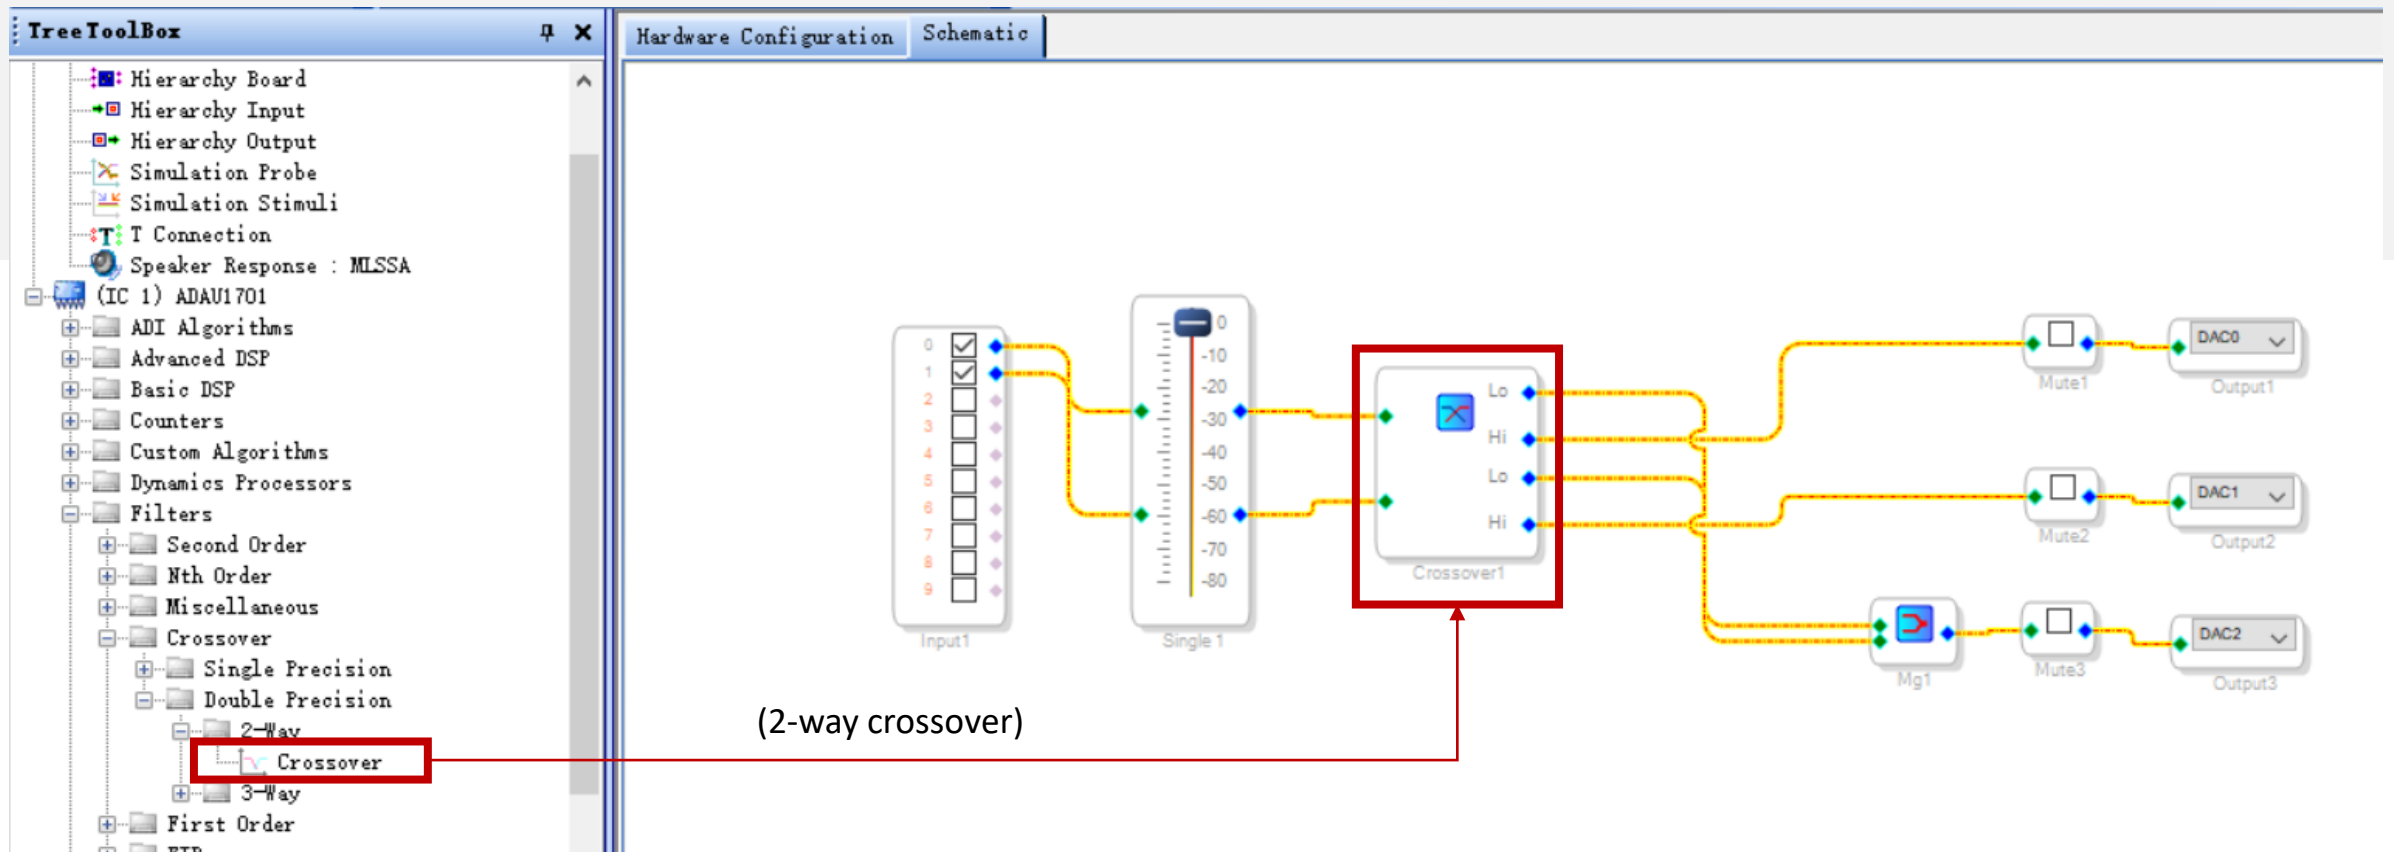 TreeToolBox
Hierarchy Board
Hierarchy Input
Hierarchy Output
Simulation Probe
Simulation Stimuli
T Connection
Speaker Response : MLSSA
(IC 1) ADAU1701
ADI Algorithms
Advanced DSP
Basic DSP
Counters
Custom Algorithms
Dynamics Processors
Filters
Second Order
Nth Order
Miscellaneous
Crossover
Single Precision
Double Precision
2-Way
Crossover
3-Way
First Order
Hardware Configuration
Schematic
0
1
2
3
4
5
6
7
8
9
Input1
0
-10
-20
-30
-40
-50
-60
-70
-80
Single 1
Lo
Hi
Lo
Hi
Crossover1
(2-way crossover)
Mute1
DAC0
Output1
Mute2
DAC1
Output2
Mg1
Mute3
DAC2
Output3